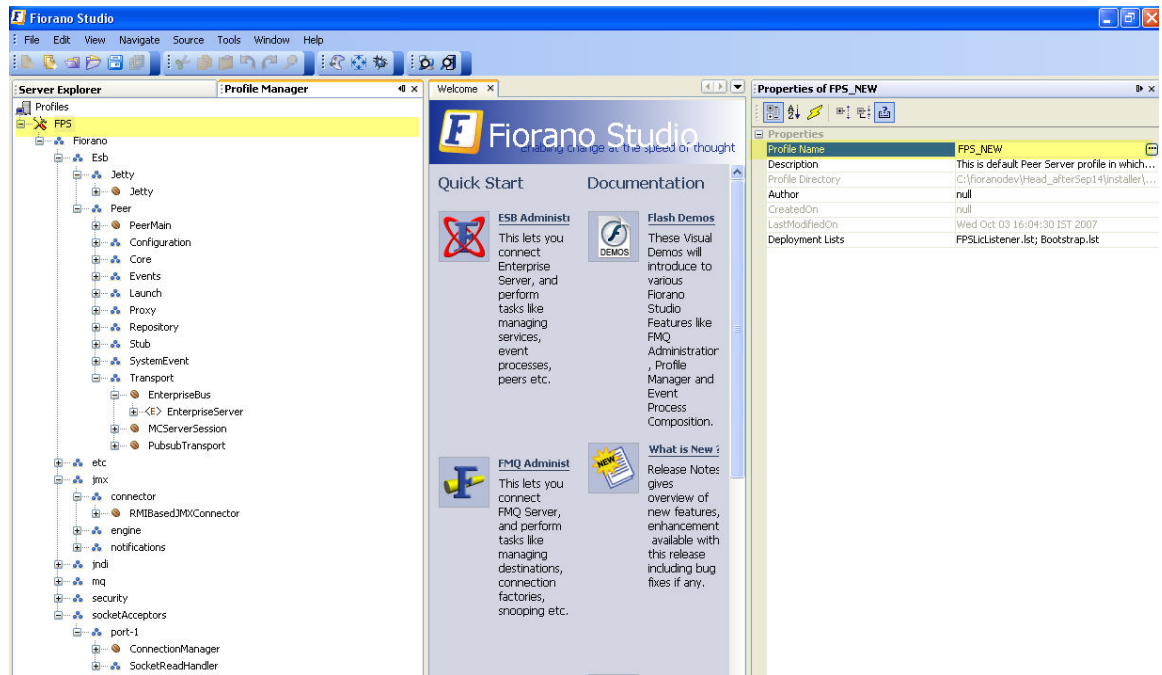 Fiorano Studio
File Edit View Navigate Source Tools Window Help
Server Explorer
Profile Manager
Profiles
FPS
Fiorano
Esb
Jetty
Jetty
Peer
PeerMain
Configuration
Core
Events
Launch
Proxy
Repository
Stub
SystemEvent
Transport
EnterpriseBus
<E> EnterpriseServer
MCServerSession
PubsubTransport
etc
jmx
connector
RMIBasedJMXConnector
engine
notifications
jndi
mq
security
socketAcceptors
port-1
ConnectionManager
SocketReadHandler
Welcome
Fiorano Studio
enabling change at the speed of thought
Quick Start
ESB Administ
This lets you
connect
Enterprise
Server, and
perform
tasks like
managing
services,
event
processes,
peers etc.
FMQ Administ
This lets you
connect
FMQ Server,
and perform
tasks like
managing
destinations,
connection
factories,
snooping etc.
Documentation
DEMOS
Flash Demos
These Visual
Demos will
introduce to
various
Fiorano
Studio
Features like
FMQ
Administration
, Profile
Manager and
Event
Process
Composition.
NEW
What is New ?
Release Notes
gives
overview of
new features,
enhancement
available with
this release
including bug
fixes if any.
Properties of FPS_NEW
Properties
Profile Name FPS_NEW
Description This is default Peer Server profile in which...
Profile Directory C:\fioranodev\Head_afterSep14\installer\...
Author null
CreatedOn null
LastModifiedOn Wed Oct 03 16:04:30 IST 2007
Deployment Lists FPSLicListener.lst; Bootstrap.lst